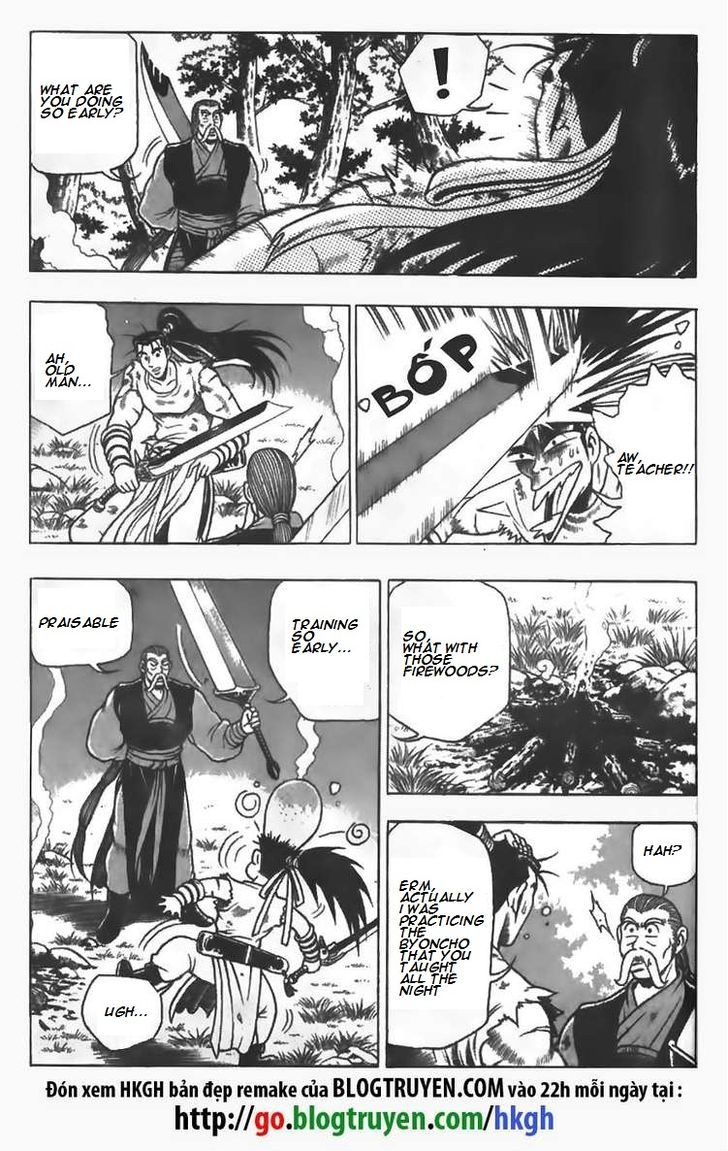 WHAT ARE
YOU DOING
SO EARLY?
!
AH,
OLD
MAN...
BỐP
AW,
TEACHER!!
PRAISABLE
TRAINING
SO
EARLY...
UGH...
SO,
WHAT WITH
THOSE
FIREWOODS?
HAH?
ERM,
ACTUALLY
I WAS
PRACTICING
THE
BYONCHO
THAT YOU
TAUGHT
ALL THE
NIGHT
Đón xem HKGH bản đẹp remake của BLOGTRUYEN.COM vào 22h mỗi ngày tại :
http://go.blogtruyen.com/hkgh